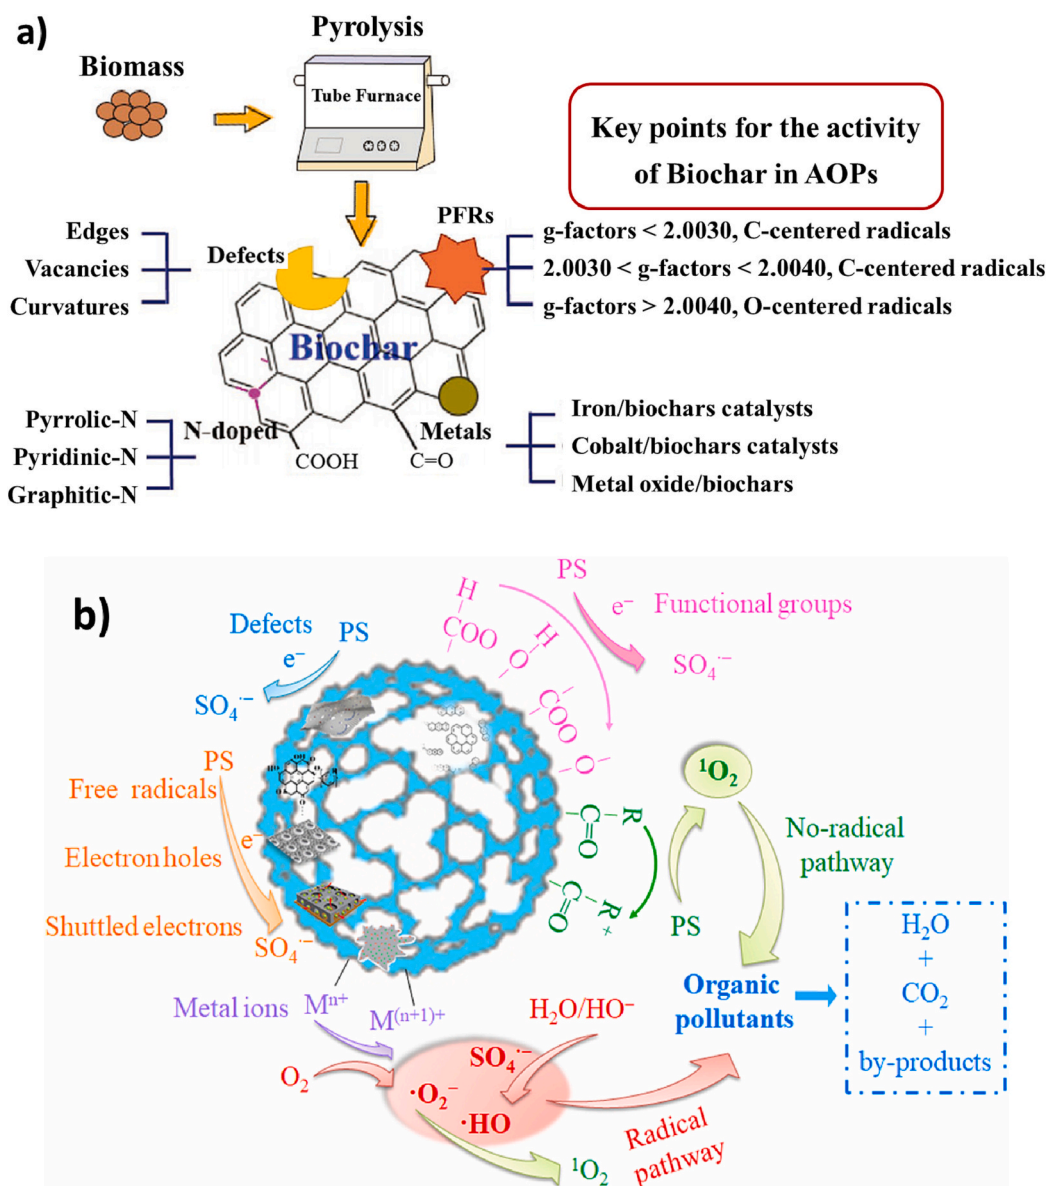 a)
Pyrolysis
Biomass
Tube Furnace
Key points for the activity
of Biochar in AOPs
Edges
Vacancies
Curvatures
Defects
PFRs
g-factors < 2.0030, C-centered radicals
2.0030 < g-factors < 2.0040, C-centered radicals
g-factors > 2.0040, O-centered radicals
Biochar
Pyrrolic-N
Pyridinic-N
Graphitic-N
N-doped
COOH
C=O
Metals
Iron/biochars catalysts
Cobalt/biochars catalysts
Metal oxide/biochars
b)
Defects
PS
e⁻
SO₄·⁻
H
COO
H
O
COO
O
PS
e⁻ Functional groups
SO₄·⁻
PS
Free radicals
e⁻
Electron holes
Shuttled electrons
SO₄·⁻
C
R
O
C
R
+
O
¹O₂
No-radical
pathway
PS
Metal ions
Mⁿ⁺
M⁽ⁿ⁺¹⁾⁺
H₂O/HO⁻
O₂
SO₄·⁻
·O₂⁻
·HO
¹O₂
Radical
pathway
Organic
pollutants
H₂O
+
CO₂
+
by-products